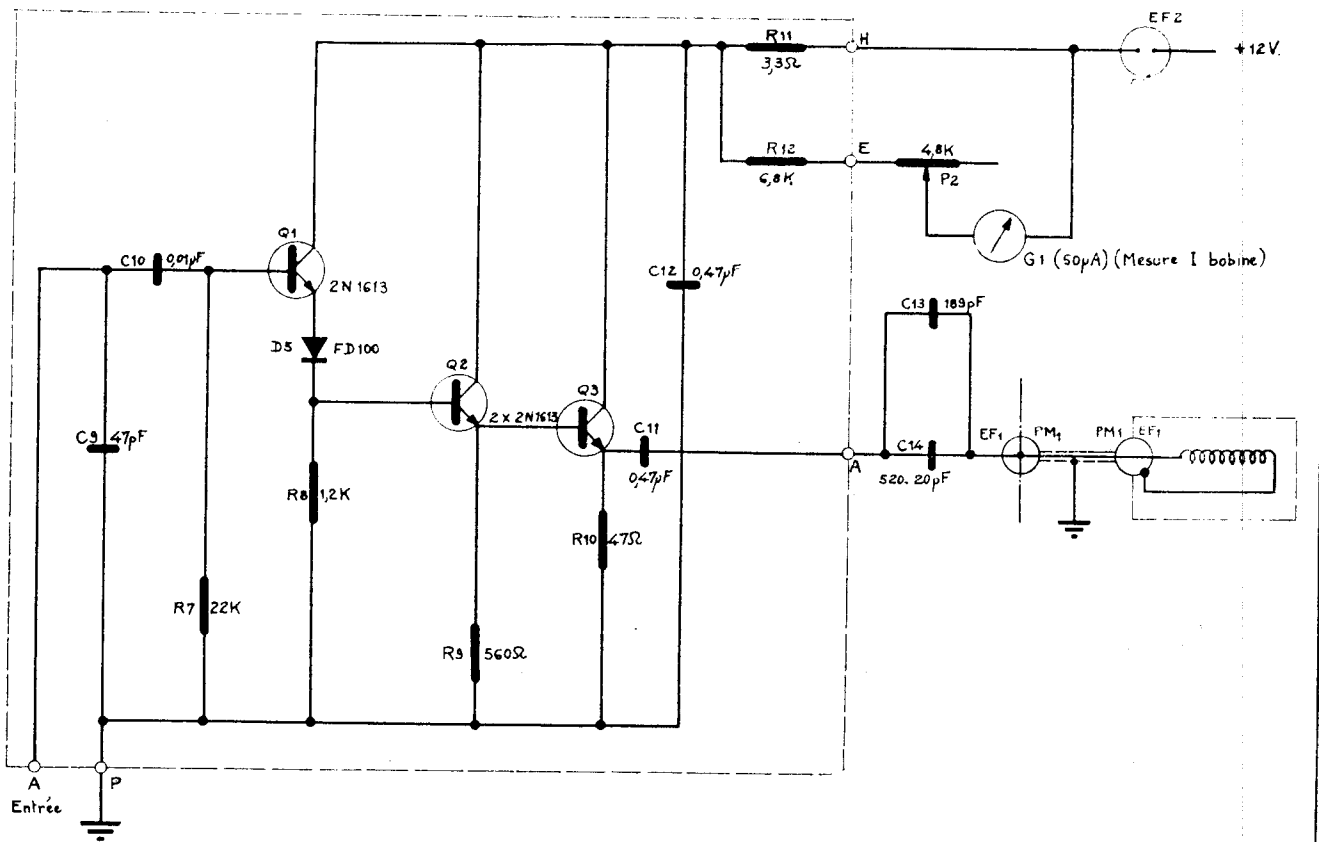 EF2
R11
H
+12V.
3,3Ω
R12
E
4,8K
6,8K
P2
Q1
C10
0,01µF
G1 (50µA) (Mesure I bobine)
C12
0,47µF
2N1613
C13
189pF
D5
FD100
Q2
Q3
2 x 2N1613
C11
C9
47pF
EF1
PM1
PM1
EF1
C14
A
0,47µF
520.20pF
R8
1,2K
R10
47Ω
R7
22K
R9
560Ω
A
P
Entrée